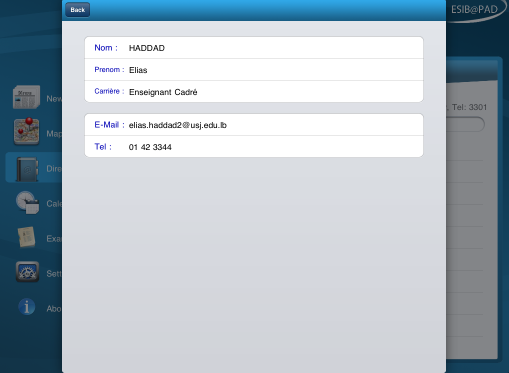 Back
ESIB@PAD
Nom : HADDAD
Prenom : Elias
Carrière : Enseignant Cadré
E-Mail : elias.haddad2@usj.edu.lb
Tel : 01 42 3344
Tel: 3301
New
Map
Dire
Cale
Exa
Sett
Abo